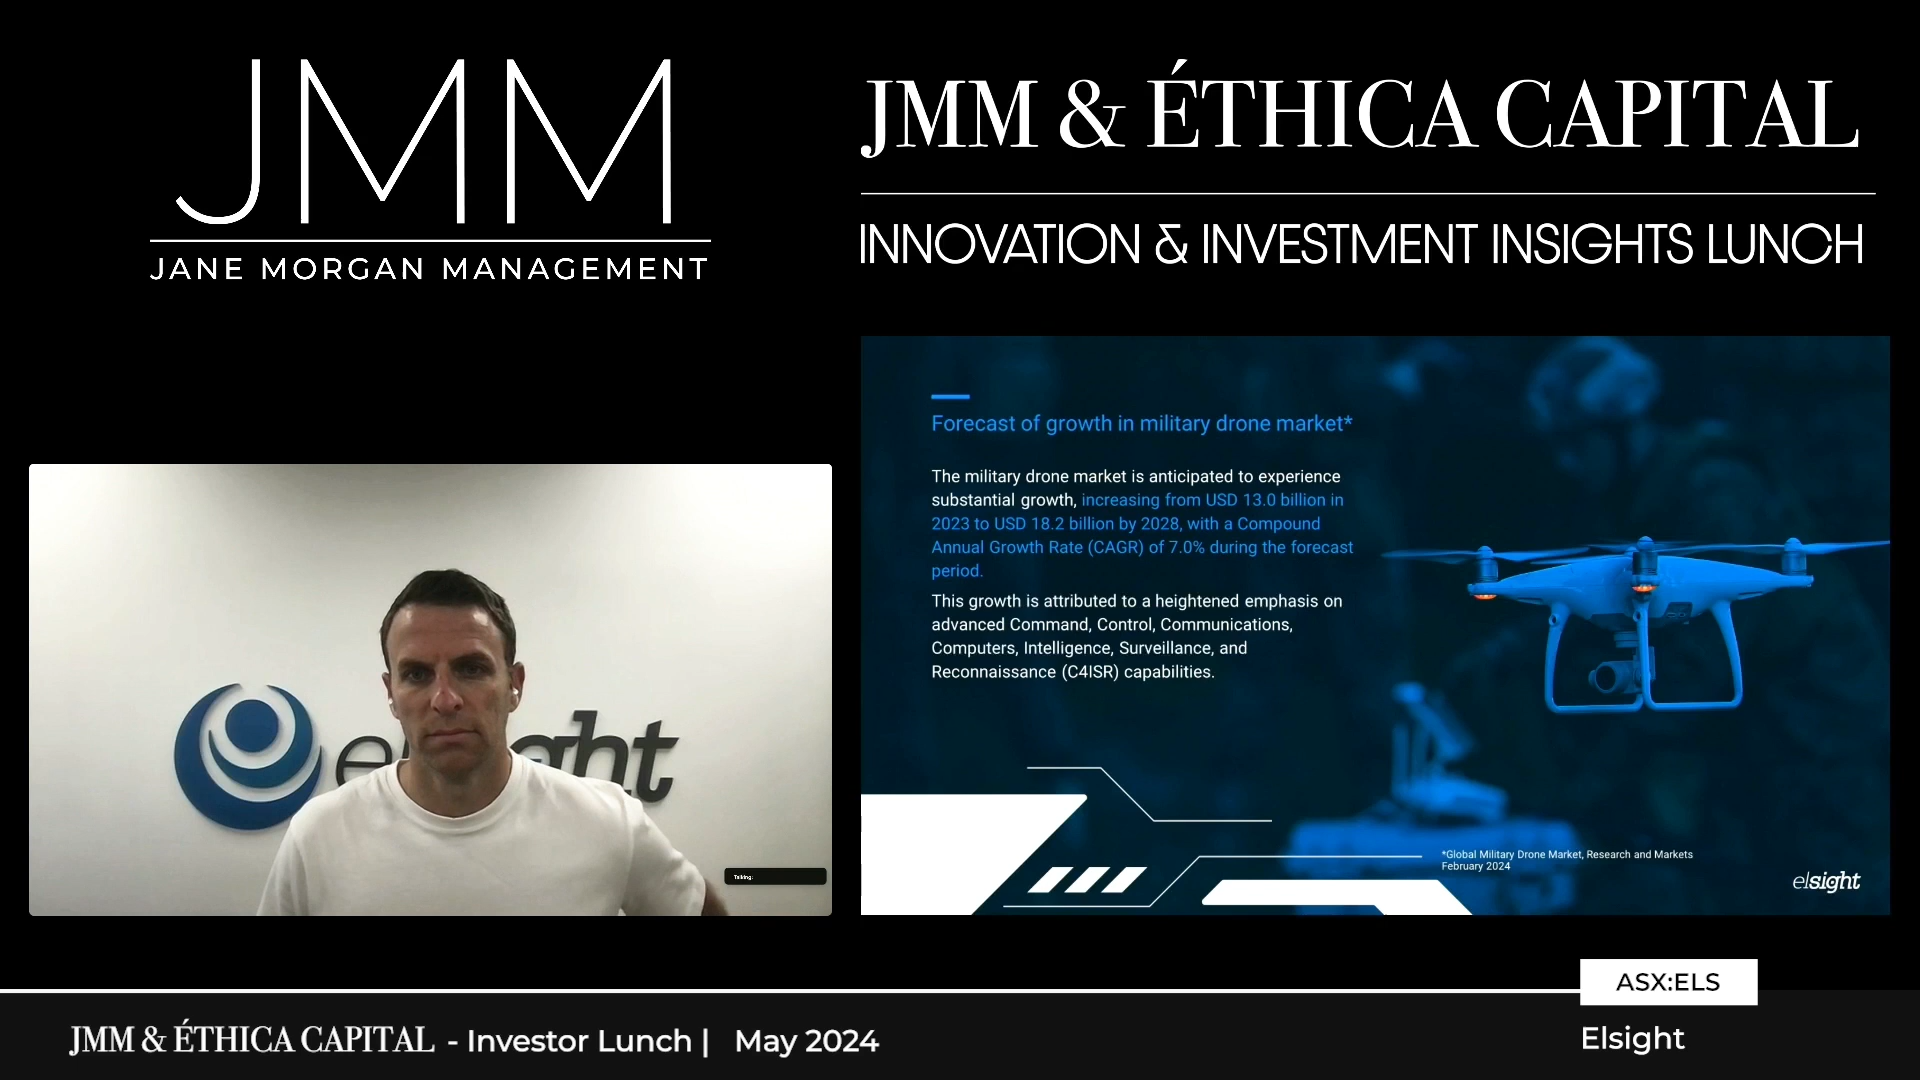 JMM
JANE MORGAN MANAGEMENT
JMM & ÉTHICA CAPITAL
INNOVATION & INVESTMENT INSIGHTS LUNCH
Forecast of growth in military drone market*
The military drone market is anticipated to experience
substantial growth, increasing from USD 13.0 billion in
2023 to USD 18.2 billion by 2028, with a Compound
Annual Growth Rate (CAGR) of 7.0% during the forecast
period.
This growth is attributed to a heightened emphasis on
advanced Command, Control, Communications,
Computers, Intelligence, Surveillance, and
Reconnaissance (C4ISR) capabilities.
*Global Military Drone Market, Research and Markets
February 2024
elsight
Talking:
ASX:ELS
JMM & ÉTHICA CAPITAL - Investor Lunch | May 2024
Elsight